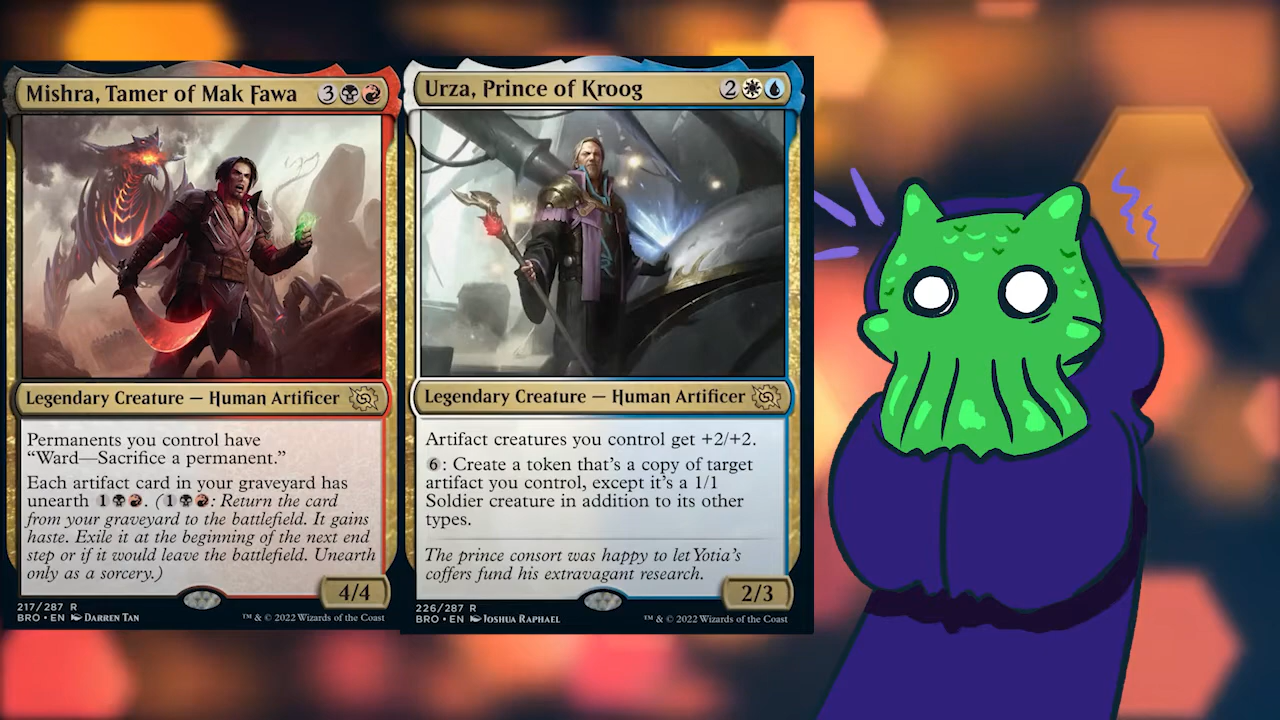 Mishra, Tamer of Mak Fawa 3
Legendary Creature — Human Artificer
Permanents you control have
“Ward—Sacrifice a permanent.”
Each artifact card in your graveyard has
unearth 1. (1: Return the card
from your graveyard to the battlefield. It gains
haste. Exile it at the beginning of the next end
step or if it would leave the battlefield. Unearth
only as a sorcery.)
4/4
217/287 R
BRO • EN Darren Tan
™ & © 2022 Wizards of the Coast
Urza, Prince of Kroog 2
Legendary Creature — Human Artificer
Artifact creatures you control get +2/+2.
6: Create a token that’s a copy of target
artifact you control, except it’s a 1/1
Soldier creature in addition to its other
types.
The prince consort was happy to let Yotia’s
coffers fund his extravagant research.
2/3
226/287 R
BRO • EN Joshua Raphael
™ & © 2022 Wizards of the Coast